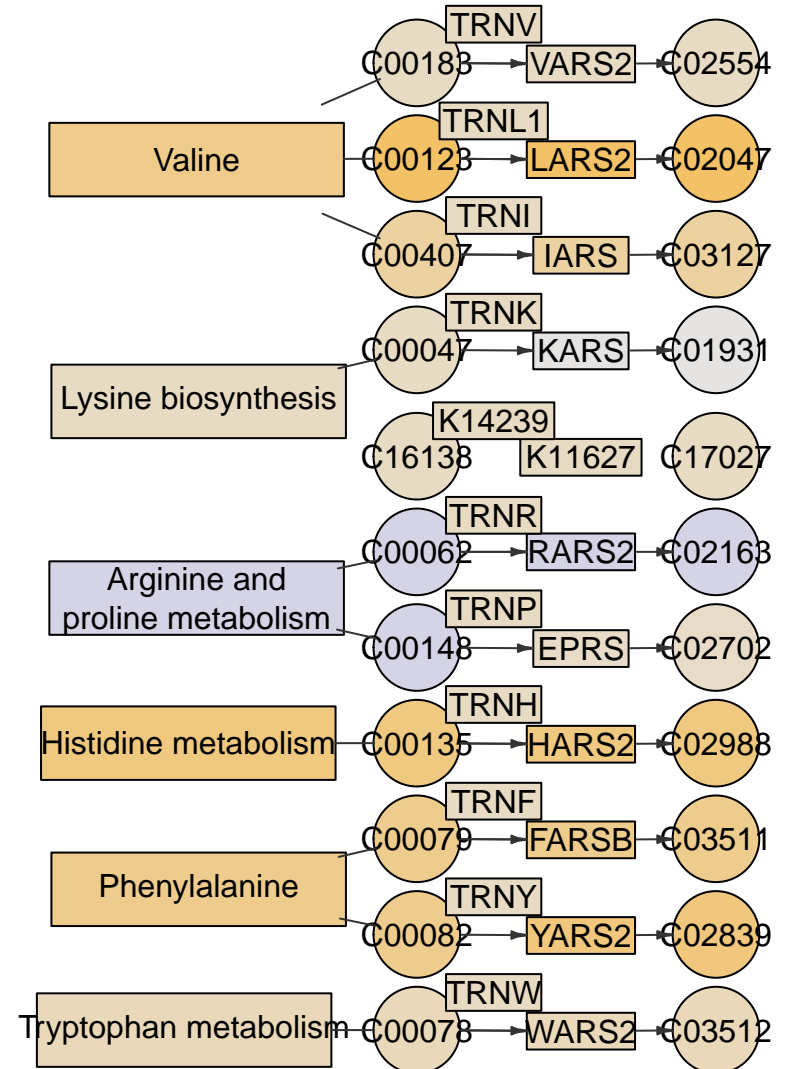 TRNV
C00183
VARS2
C02554
TRNL1
Valine
C00123
LARS2
C02047
TRNI
C00407
IARS
C03127
TRNK
C00047
KARS
C01931
Lysine biosynthesis
K14239
C16138
K11627
C17027
TRNR
C00062
RARS2
C02163
Arginine and
proline metabolism
TRNP
C00148
EPRS
C02702
TRNH
Histidine metabolism
C00135
HARS2
C02988
TRNF
C00079
FARSB
C03511
Phenylalanine
TRNY
C00082
YARS2
C02839
TRNW
Tryptophan metabolism
C00078
WARS2
C03512